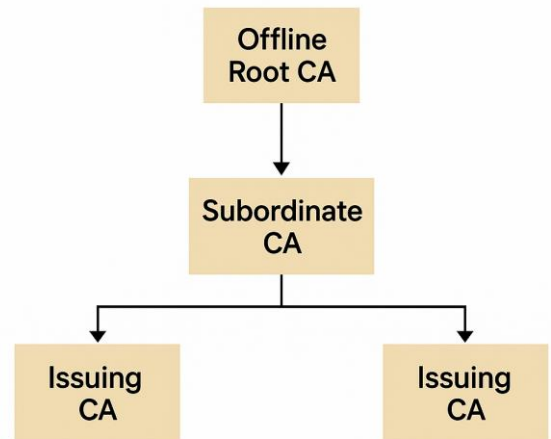 Offline
Root CA
Subordinate
CA
Issuing
CA
Issuing
CA